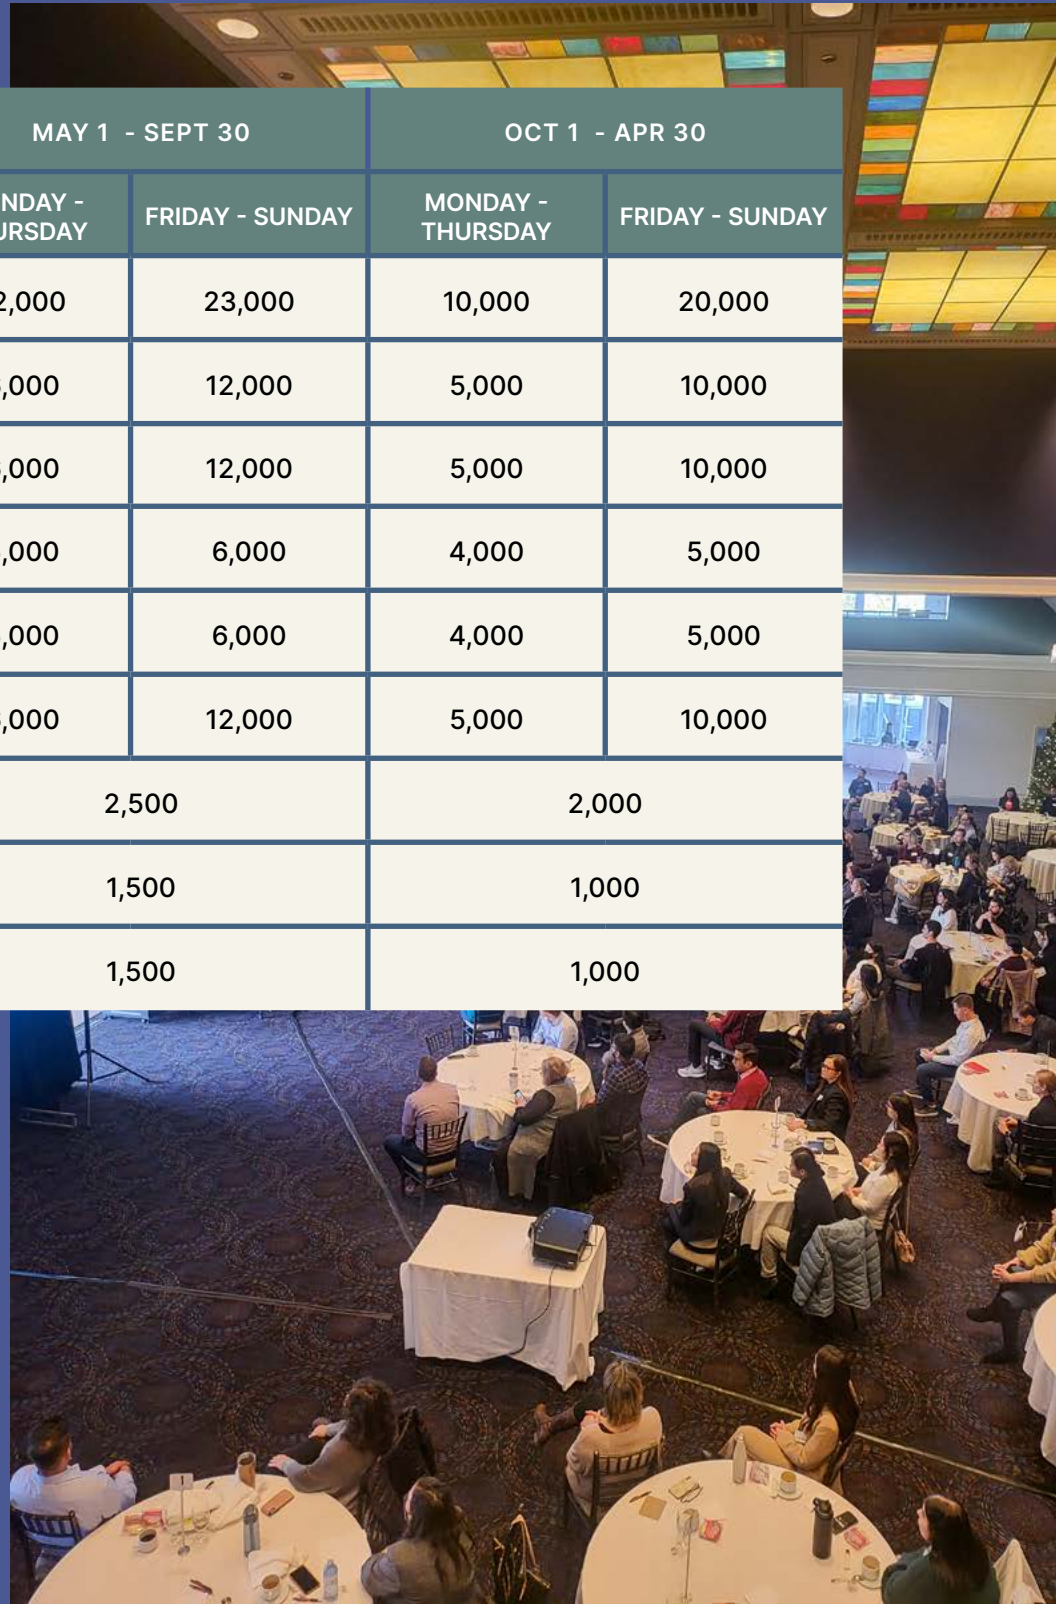 MAY 1 - SEPT 30 OCT 1 - APR 30
FRIDAY - SUNDAY MONDAY - THURSDAY FRIDAY - SUNDAY
23,000 10,000 20,000
12,000 5,000 10,000
12,000 5,000 10,000
6,000 4,000 5,000
6,000 4,000 5,000
12,000 5,000 10,000
2,500 2,000
1,500 1,000
1,500 1,000